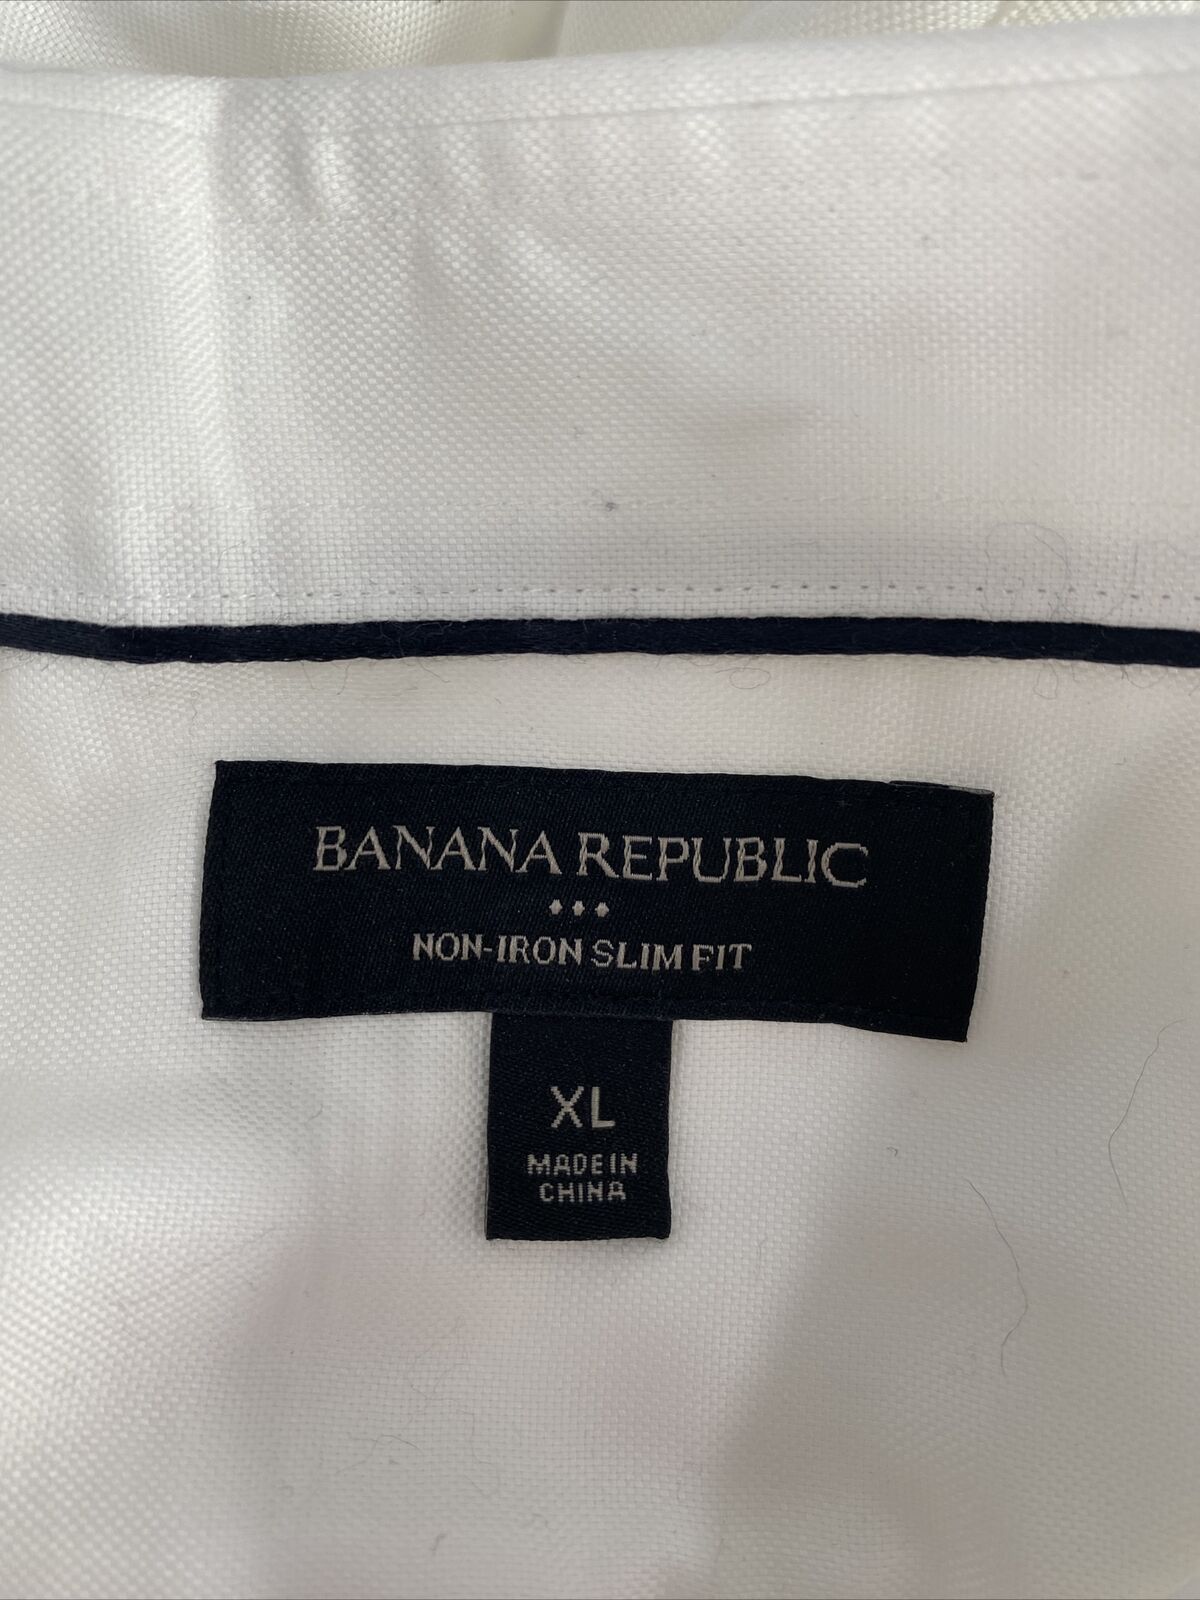 BANANA REPUBLIC
NON-IRON SLIM FIT
XL
MADE IN
CHINA